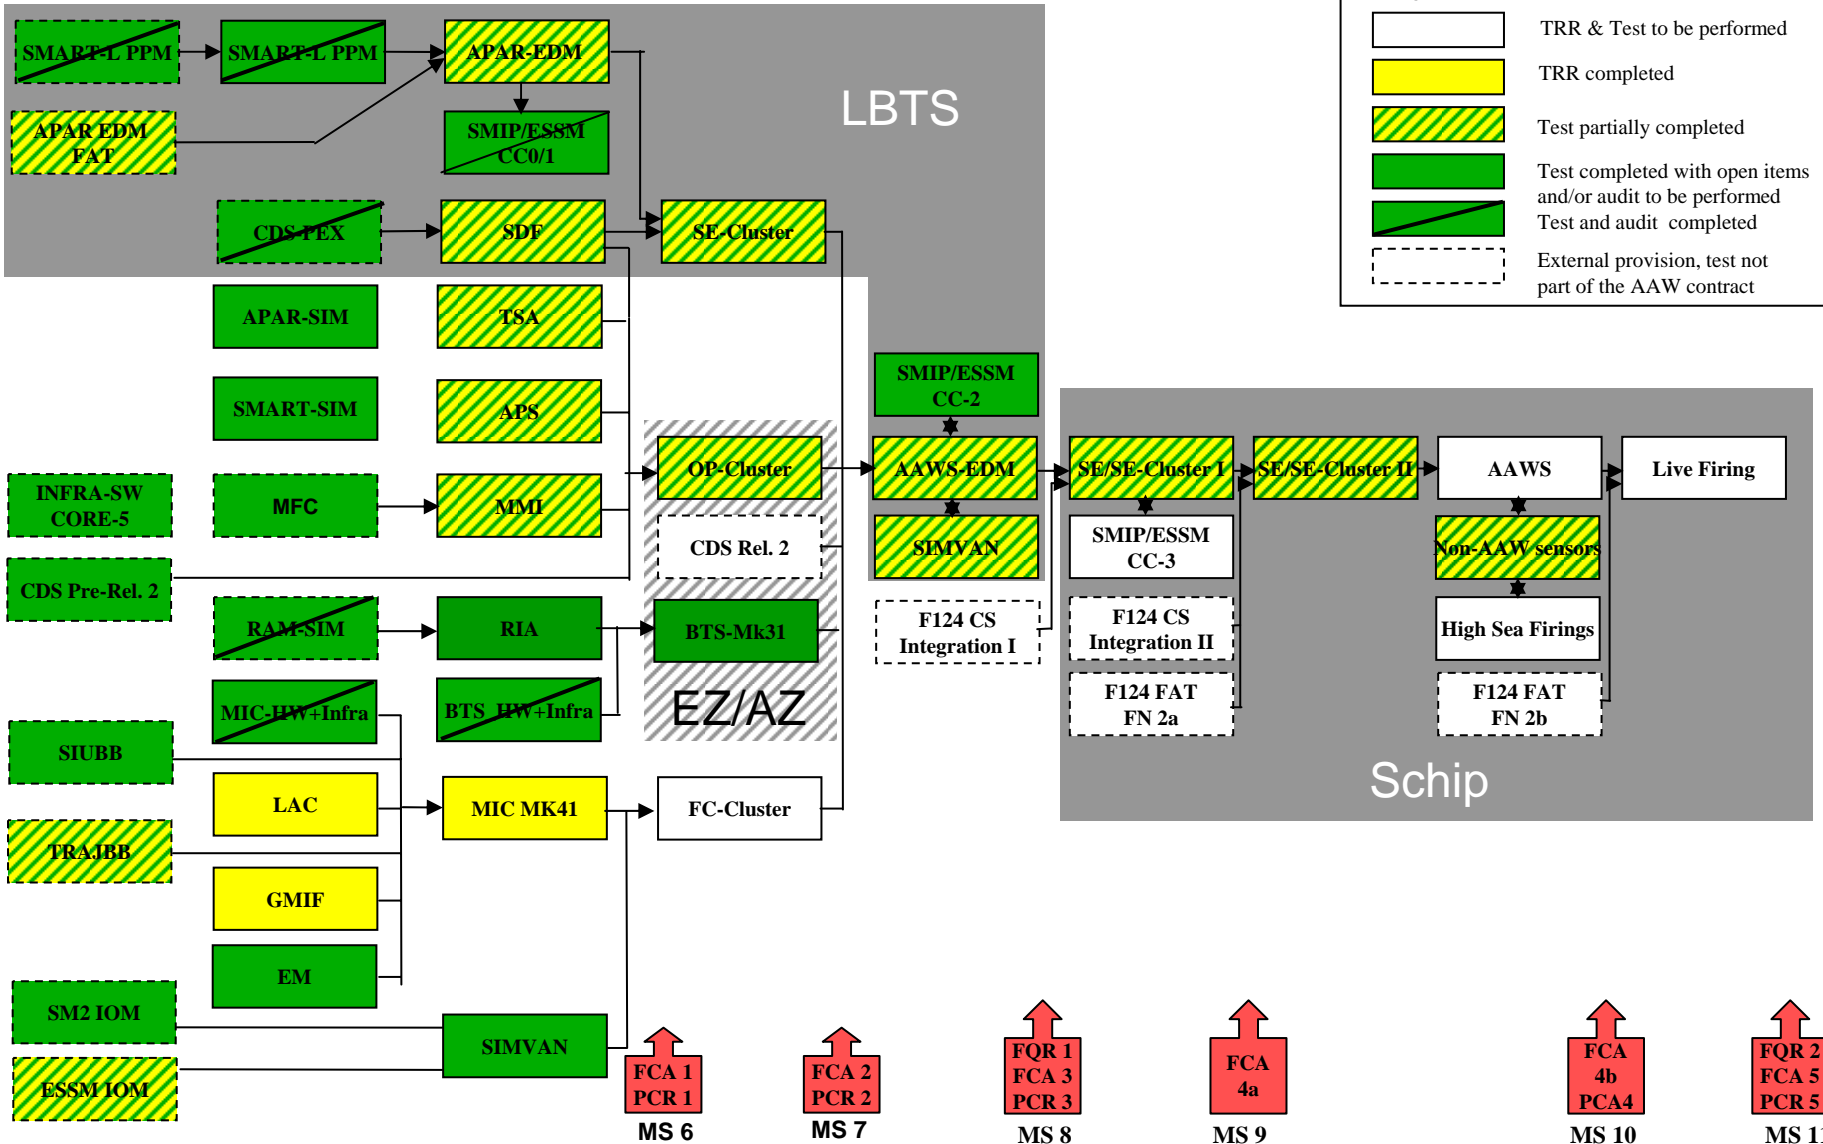 SMART-L PPM
SMART-L PPM
APAR-EDM
APAR EDM
FAT
SMIP/ESSM
CC0/1
LBTS
CDS-PEX
SDF
SE-Cluster
TRR & Test to be performed
TRR completed
Test partially completed
Test completed with open items
and/or audit to be performed
Test and audit completed
External provision, test not
part of the AAW contract
APAR-SIM
TSA
SMART-SIM
APS
SMIP/ESSM
CC-2
INFRA-SW
CORE-5
MFC
MMI
OP-Cluster
AAWS-EDM
SE/SE-Cluster I
SE/SE-Cluster II
AAWS
Live Firing
CDS Rel. 2
SIMVAN
SMIP/ESSM
CC-3
Non-AAW sensors
CDS Pre-Rel. 2
RAM-SIM
RIA
BTS-Mk31
F124 CS
Integration I
F124 CS
Integration II
High Sea Firings
MIC-HW+Infra
BTS HW+Infra
EZ/AZ
F124 FAT
FN 2a
F124 FAT
FN 2b
SIUBB
Schip
LAC
MIC MK41
FC-Cluster
TRAJBB
GMIF
EM
SM2 IOM
SIMVAN
ESSM IOM
FCA 1
PCR 1
MS 6
FCA 2
PCR 2
MS 7
FQR 1
FCA 3
PCR 3
MS 8
FCA
4a
MS 9
FCA
4b
PCA4
MS 10
FQR 2
FCA 5
PCR 5
MS 11